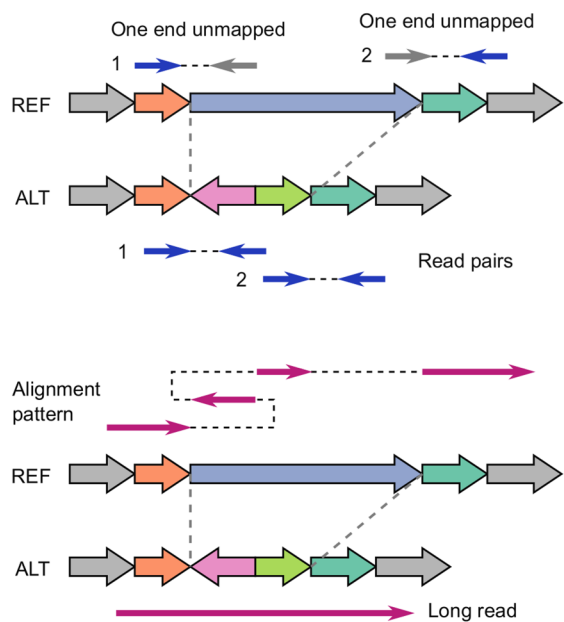 One end unmapped
One end unmapped
1
2
REF
ALT
1
Read pairs
2
Alignment
pattern
REF
ALT
Long read